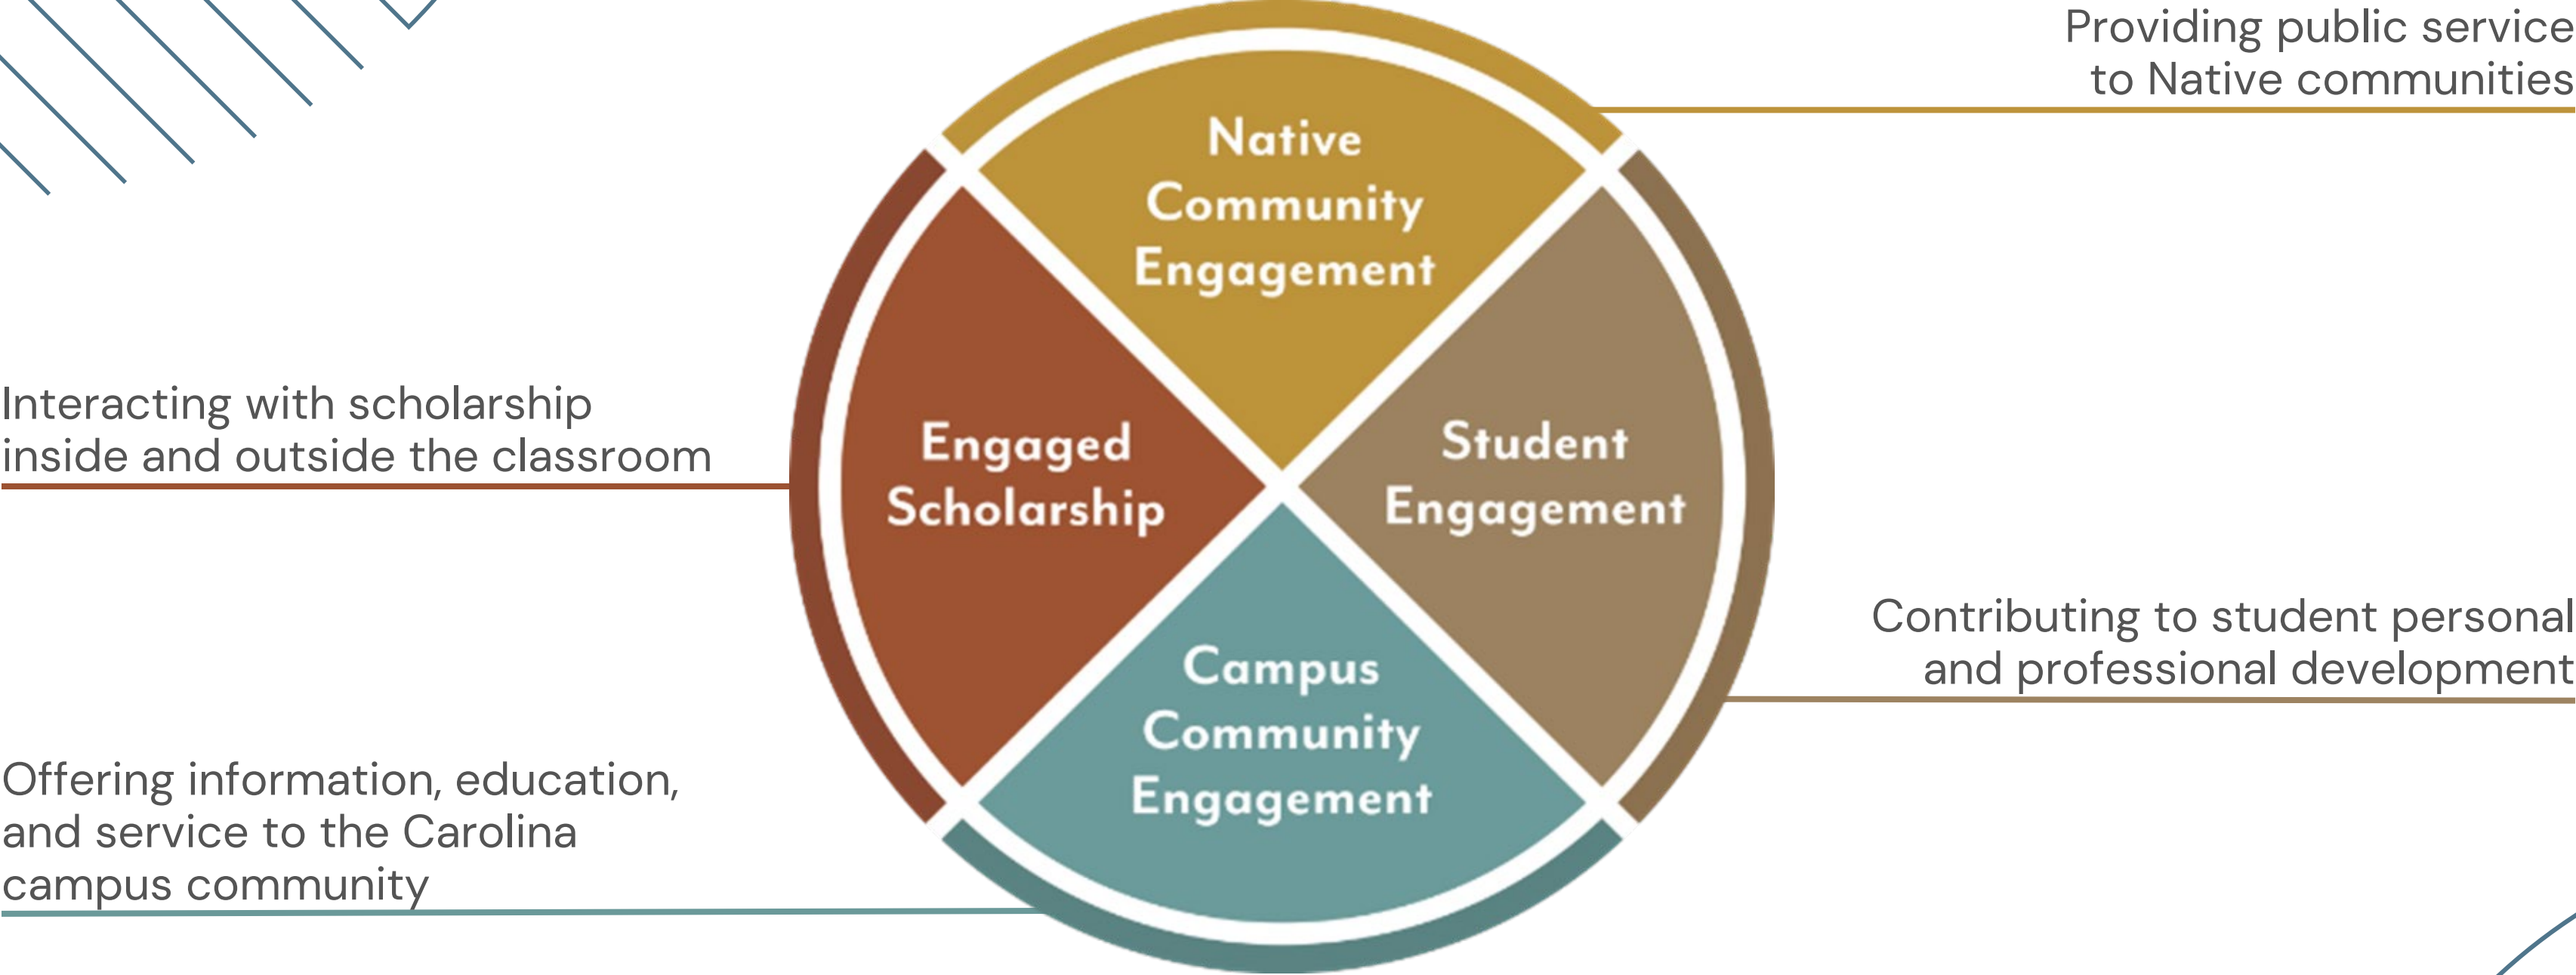 Providing public service
to Native communities
Native
Community
Engagement
Interacting with scholarship
inside and outside the classroom
Engaged
Scholarship
Student
Engagement
Contributing to student personal
and professional development
Campus
Community
Engagement
Offering information, education,
and service to the Carolina
campus community